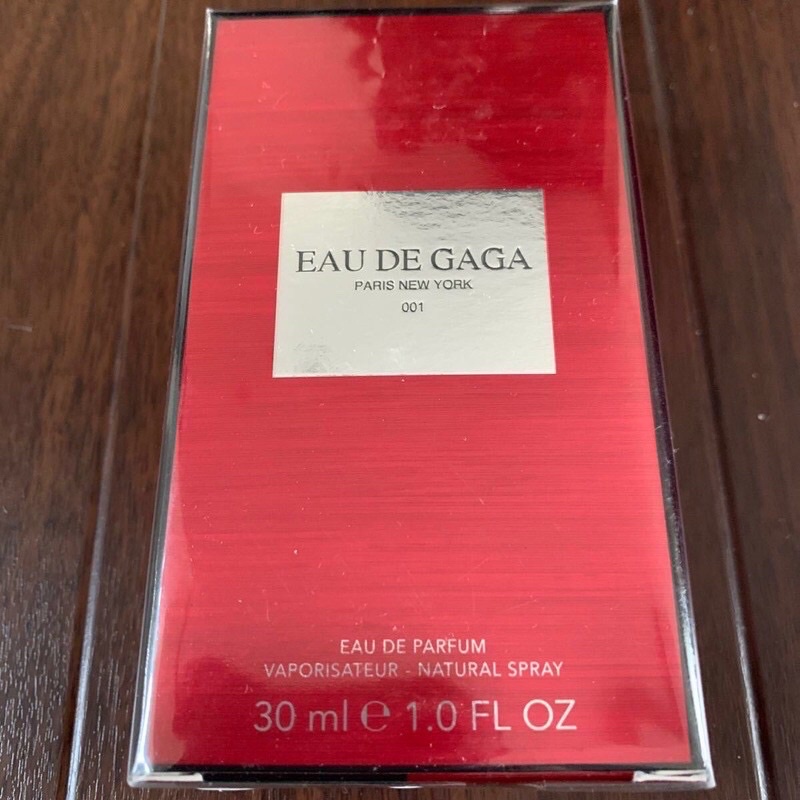 EAU DE GAGA
PARIS NEW YORK
001
EAU DE PARFUM
VAPORISATEUR - NATURAL SPRAY
30 ml ℮ 1.0 FL OZ